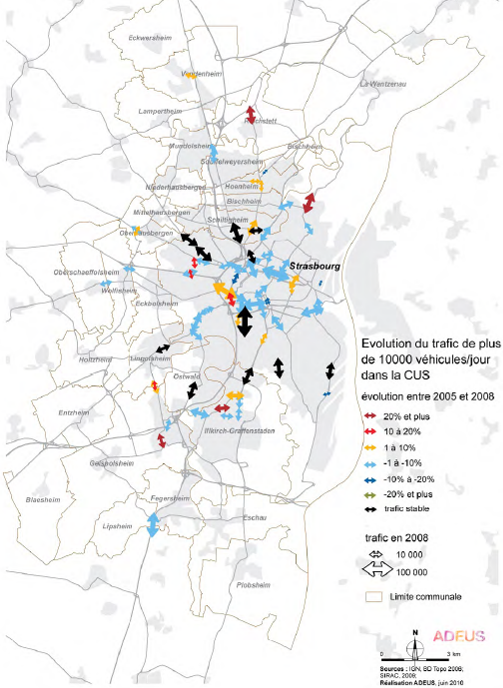 Eckwersheim
Vendenheim
La Wantzenau
Lampertheim
Reichstett
Mundolsheim
Bischheim
Souffelweyersheim
Niederhausbergen
Hoenheim
Bischheim
Mittelhausbergen
Schiltigheim
Oberhausbergen
Strasbourg
Oberschaeffolsheim
Wolfisheim
Eckbolsheim
Holtzheim
Lingolsheim
Ostwald
Entzheim
Illkirch-Graffenstaden
Geispolsheim
Blaesheim
Fegersheim
Lipsheim
Eschau
Plobsheim
Evolution du trafic de plus
de 10000 véhicules/jour
dans la CUS
évolution entre 2005 et 2008
20% et plus
10 à 20%
1 à 10%
-1 à -10%
-10% à -20%
-20% et plus
trafic stable
trafic en 2008
10 000
100 000
Limite communale
N
ADEUS
0 3 km
Sources : IGN, BD Topo 2006;
SIRAC, 2009;
Réalisation ADEUS, juin 2010